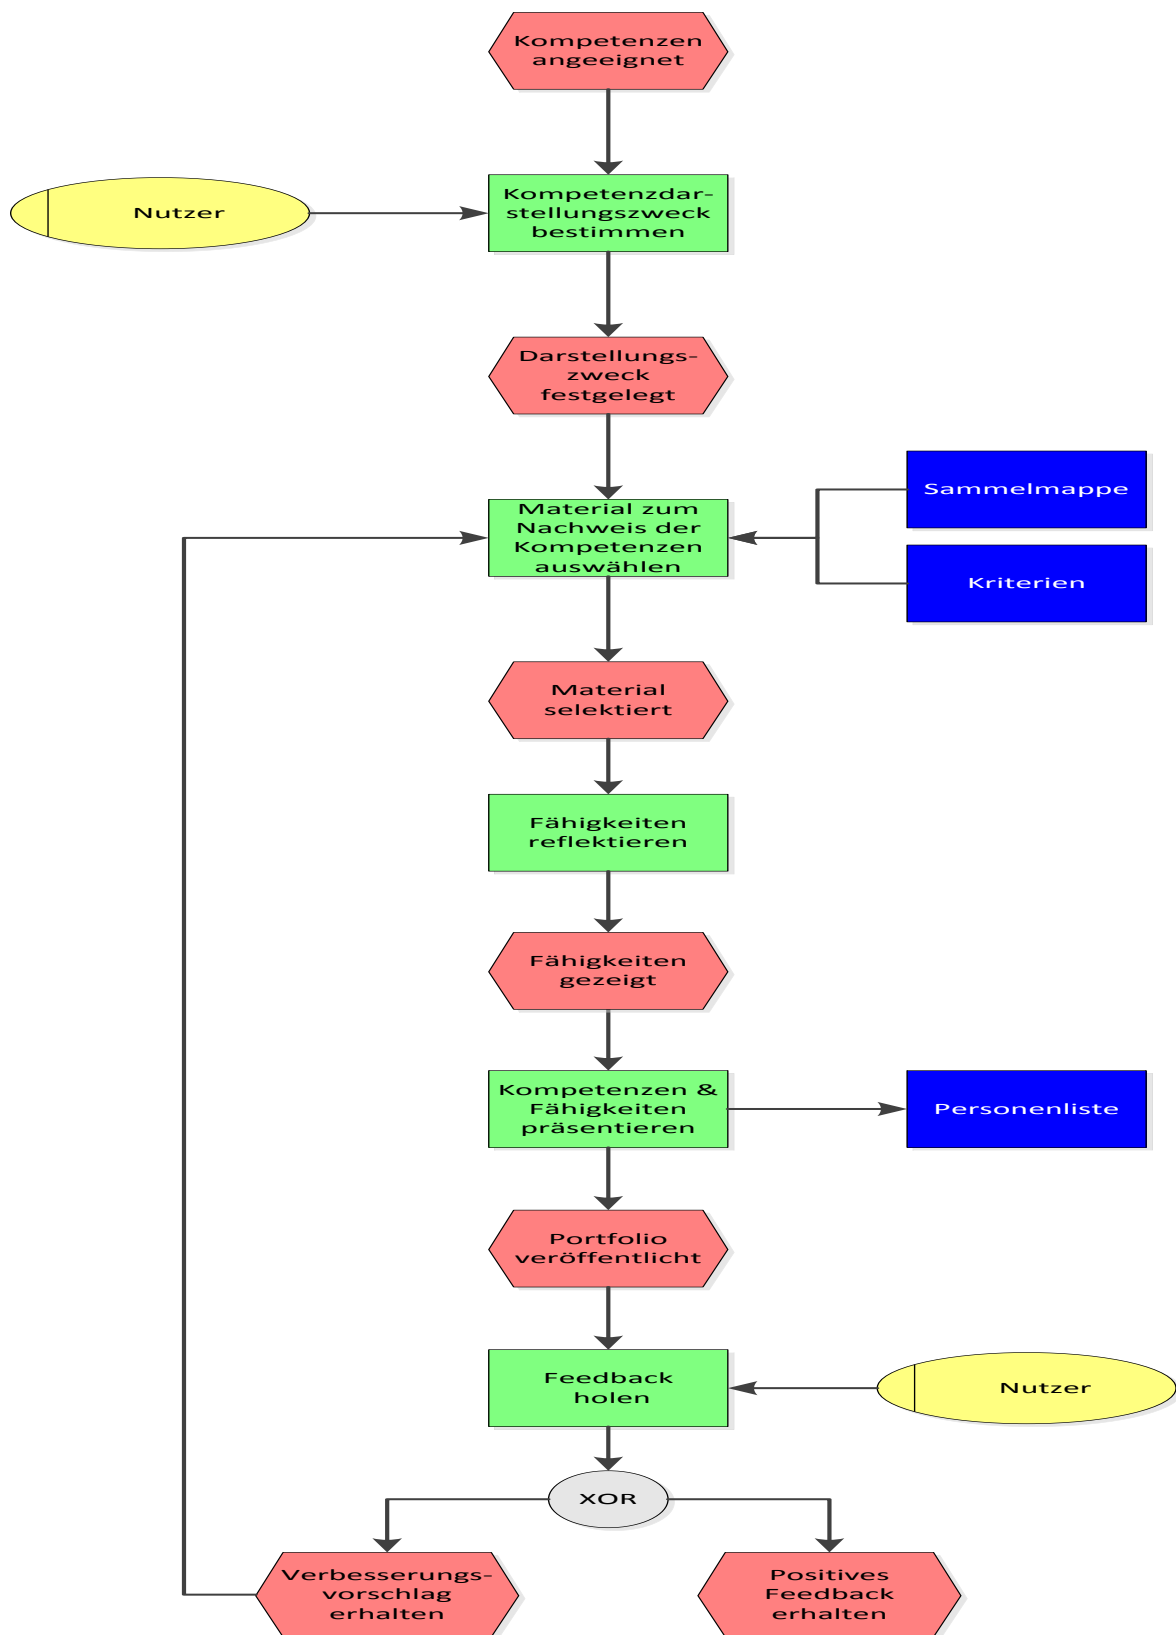 Kompetenzen
angeeignet
Nutzer
Kompetenzdar-
stellungszweck
bestimmen
Darstellungs-
zweck
festgelegt
Sammelmappe
Material zum
Nachweis der
Kompetenzen
auswählen
Kriterien
Material
selektiert
Fähigkeiten
reflektieren
Fähigkeiten
gezeigt
Kompetenzen &
Fähigkeiten
präsentieren
Personenliste
Portfolio
veröffentlicht
Feedback
holen
Nutzer
XOR
Verbesserungs-
vorschlag
erhalten
Positives
Feedback
erhalten